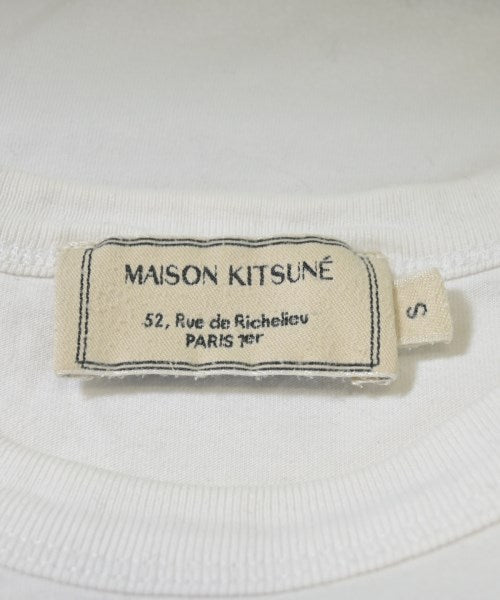 MAISON KITSUNÉ
52, Rue de Richelieu
PARIS 1er
S